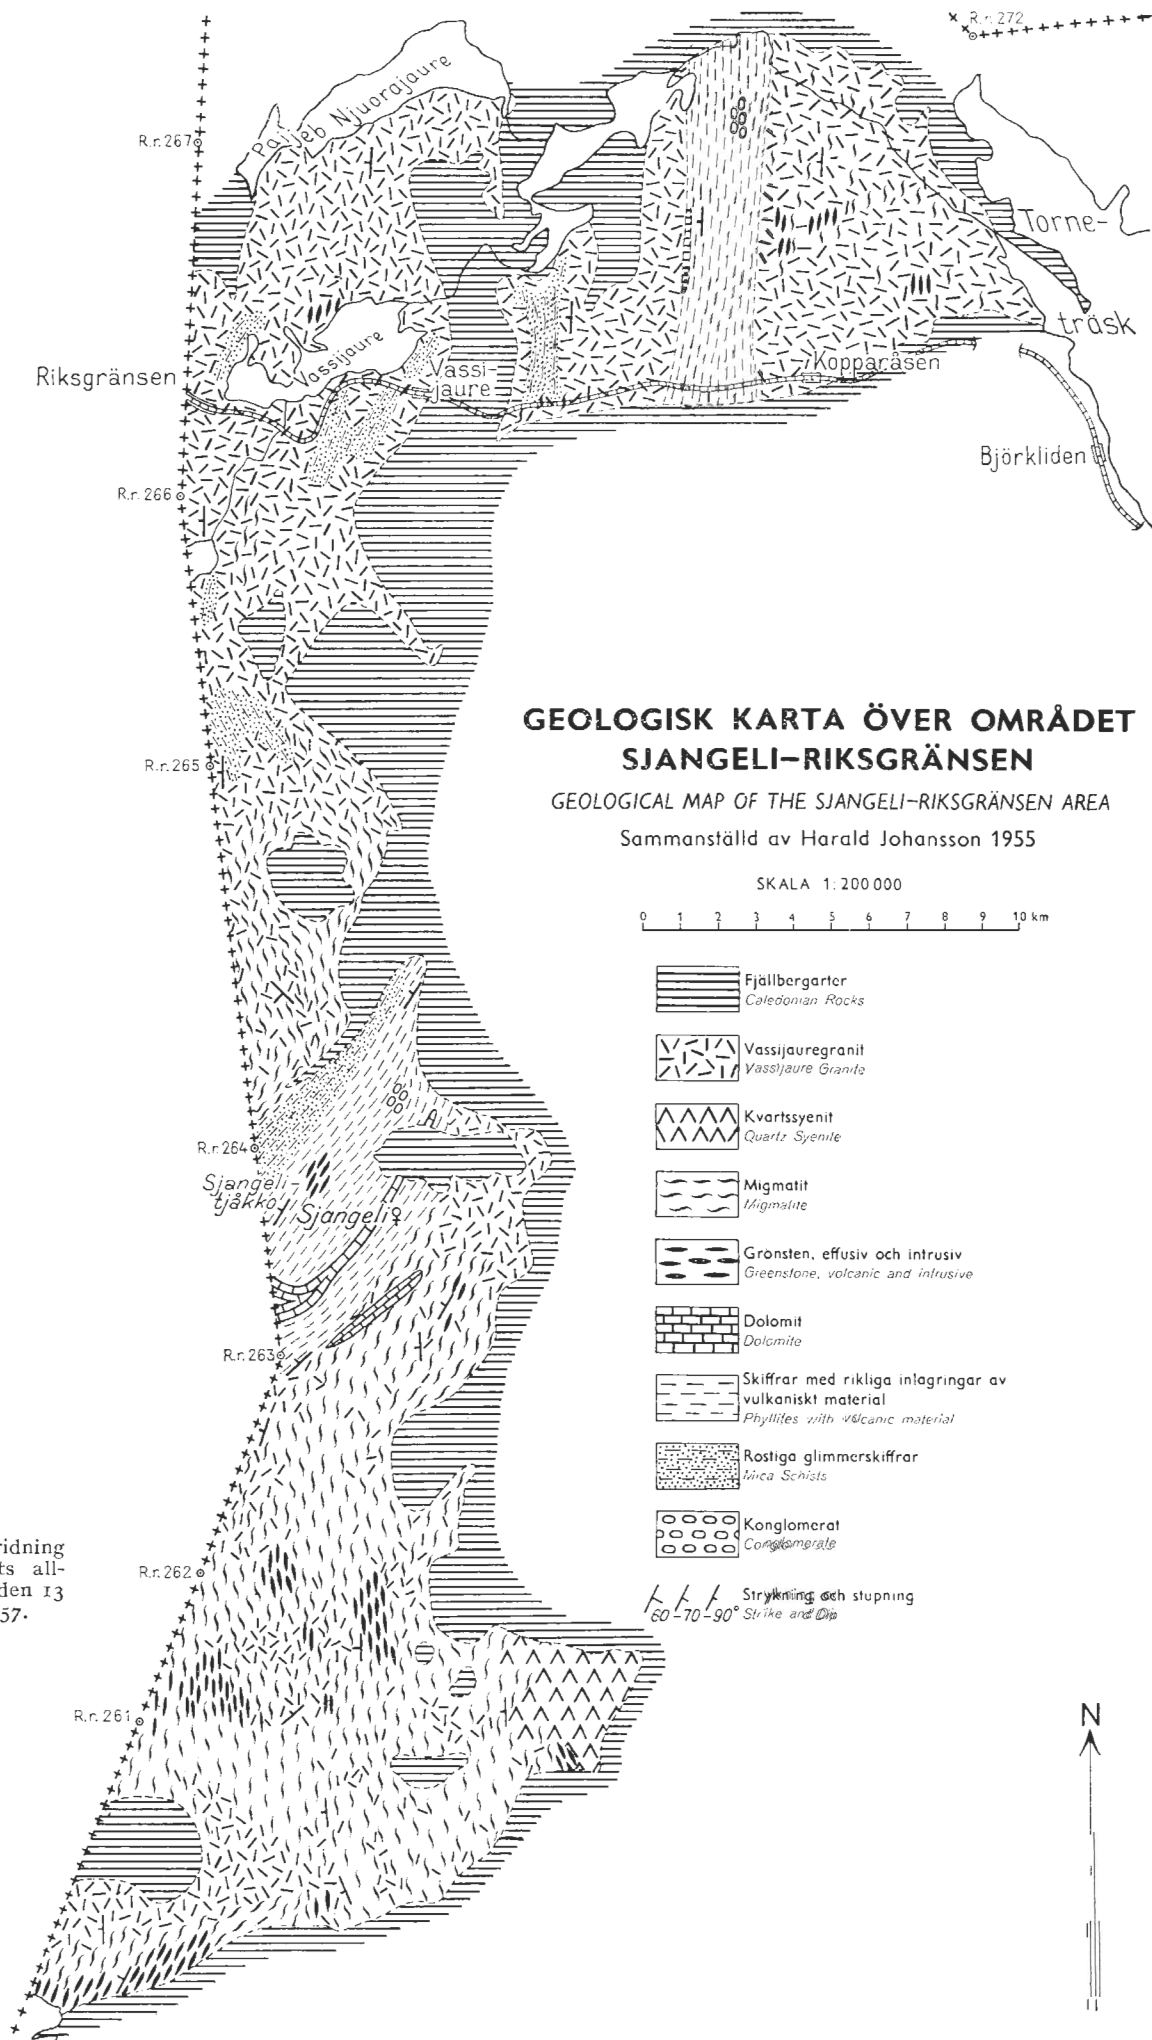 R.r. 272
Paljeb Njuorajaure
R.r. 267
Torne-
träsk
Riksgränsen
Vassijaure
Vassi-
jaure
Kopparåsen
Björkliden
R.r. 266
R.r. 265
GEOLOGISK KARTA ÖVER OMRÅDET
SJANGELI–RIKSGRÄNSEN
GEOLOGICAL MAP OF THE SJANGELI–RIKSGRÄNSEN AREA
Sammanställd av Harald Johansson 1955
SKALA 1:200 000
0 1 2 3 4 5 6 7 8 9 10 km
Fjällbergarter
Caledonian Rocks
Vassijauregranit
Vassijaure Granite
Kvartssyenit
Quartz Syenite
Migmatit
Migmatite
Grönsten, effusiv och intrusiv
Greenstone, volcanic and intrusive
Dolomit
Dolomite
Skiffrar med rikliga inlagringar av
vulkaniskt material
Phyllites with volcanic material
Rostiga glimmerskiffrar
Mica Schists
Konglomerat
Conglomerate
Strykning och stupning
60-70-90° Strike and Dip
R.r. 264
Sjangeli-
tjåkko
Sjangeli
R.r. 263
ridning
ts all-
den 13
57.
R.r. 262
R.r. 261
N